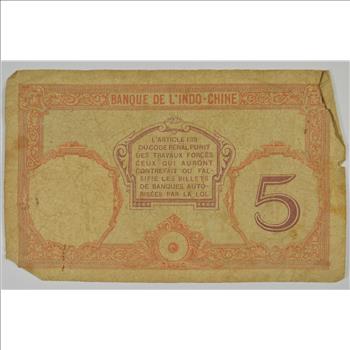 BANQUE DE L'INDO-CHINE
L'ARTICLE 139
DU CODE PENAL PUNIT
DES TRAVAUX FORCÉS
CEUX QUI AURONT
CONTREFAIT OU FAL-
SIFIÉ LES BILLETS
DE BANQUES AUTO-
RISÉES PAR LA LOI.
5